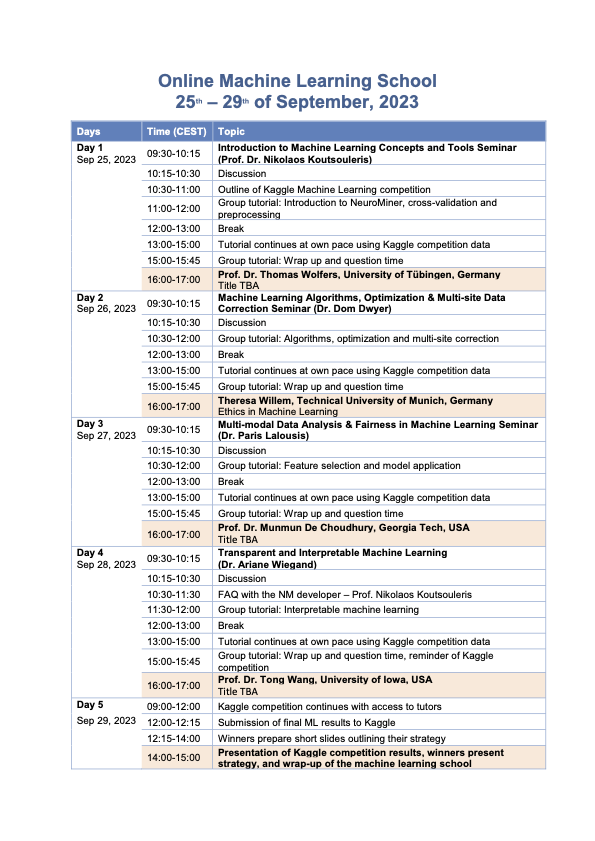 Online Machine Learning School
25th – 29th of September, 2023
Days Time (CEST) Topic
Day 1
Sep 25, 2023
09:30-10:15 Introduction to Machine Learning Concepts and Tools Seminar
(Prof. Dr. Nikolaos Koutsouleris)
10:15-10:30 Discussion
10:30-11:00 Outline of Kaggle Machine Learning competition
11:00-12:00 Group tutorial: Introduction to NeuroMiner, cross-validation and
preprocessing
12:00-13:00 Break
13:00-15:00 Tutorial continues at own pace using Kaggle competition data
15:00-15:45 Group tutorial: Wrap up and question time
16:00-17:00 Prof. Dr. Thomas Wolfers, University of Tübingen, Germany
Title TBA
Day 2
Sep 26, 2023
09:30-10:15 Machine Learning Algorithms, Optimization & Multi-site Data
Correction Seminar (Dr. Dom Dwyer)
10:15-10:30 Discussion
10:30-12:00 Group tutorial: Algorithms, optimization and multi-site correction
12:00-13:00 Break
13:00-15:00 Tutorial continues at own pace using Kaggle competition data
15:00-15:45 Group tutorial: Wrap up and question time
16:00-17:00 Theresa Willem, Technical University of Munich, Germany
Ethics in Machine Learning
Day 3
Sep 27, 2023
09:30-10:15 Multi-modal Data Analysis & Fairness in Machine Learning Seminar
(Dr. Paris Lalousis)
10:15-10:30 Discussion
10:30-12:00 Group tutorial: Feature selection and model application
12:00-13:00 Break
13:00-15:00 Tutorial continues at own pace using Kaggle competition data
15:00-15:45 Group tutorial: Wrap up and question time
16:00-17:00 Prof. Dr. Munmun De Choudhury, Georgia Tech, USA
Title TBA
Day 4
Sep 28, 2023
09:30-10:15 Transparent and Interpretable Machine Learning
(Dr. Ariane Wiegand)
10:15-10:30 Discussion
10:30-11:30 FAQ with the NM developer – Prof. Nikolaos Koutsouleris
11:30-12:00 Group tutorial: Interpretable machine learning
12:00-13:00 Break
13:00-15:00 Tutorial continues at own pace using Kaggle competition data
15:00-15:45 Group tutorial: Wrap up and question time, reminder of Kaggle
competition
16:00-17:00 Prof. Dr. Tong Wang, University of Iowa, USA
Title TBA
Day 5
Sep 29, 2023
09:00-12:00 Kaggle competition continues with access to tutors
12:00-12:15 Submission of final ML results to Kaggle
12:15-14:00 Winners prepare short slides outlining their strategy
14:00-15:00 Presentation of Kaggle competition results, winners present
strategy, and wrap-up of the machine learning school